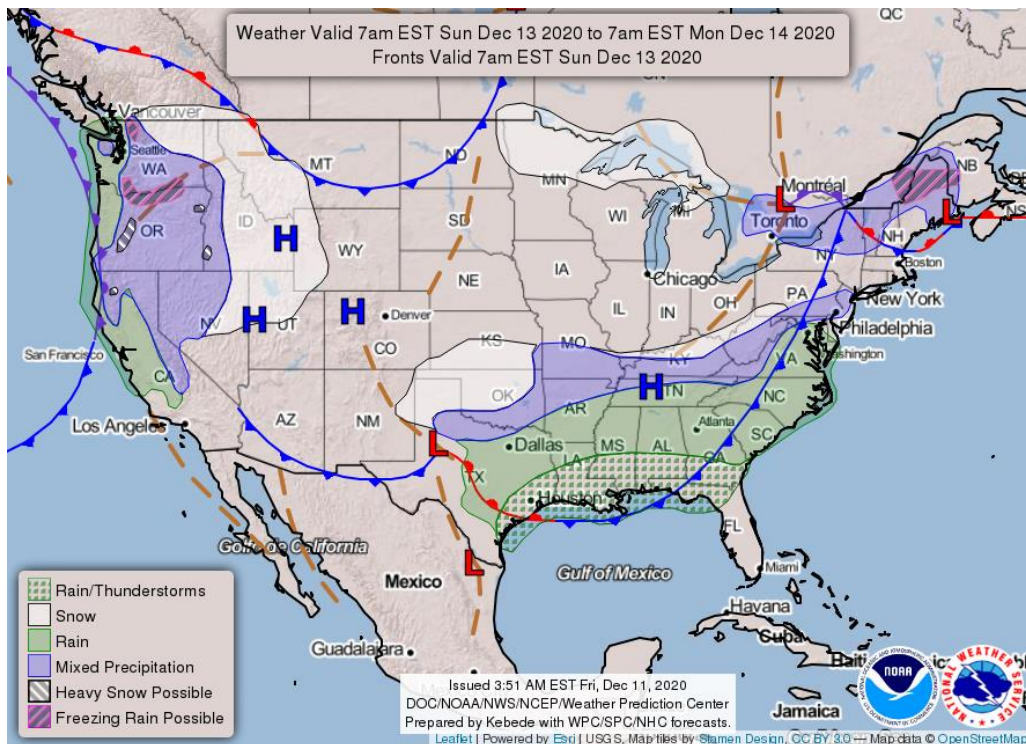 Weather Valid 7am EST Sun Dec 13 2020 to 7am EST Mon Dec 14 2020
Fronts Valid 7am EST Sun Dec 13 2020
QC
ON
Vancouver
Seattle
WA
MT
ND
MN
Montréal
NB
NS
OR
ID
WY
SD
WI
MI
Toronto
NH
NY
Boston
H
L
L
NE
IA
Chicago
New York
PA
H
H
Denver
NV
UT
CO
IL
IN
OH
Philadelphia
Washington
San Francisco
CA
KS
MO
KY
VA
Los Angeles
AZ
NM
OK
AR
H
TN
NC
Atlanta
SC
L
Dallas
TX
LA
MS
AL
GA
Houston
FL
Golfo de California
Mexico
L
Gulf of Mexico
Miami
Havana
Cuba
Guadalajara
Jamaica
Rain/Thunderstorms
Snow
Rain
Mixed Precipitation
Heavy Snow Possible
Freezing Rain Possible
Issued 3:51 AM EST Fri, Dec 11, 2020
DOC/NOAA/NWS/NCEP/Weather Prediction Center
Prepared by Kebede with WPC/SPC/NHC forecasts.
NOAA
NATIONAL WEATHER SERVICE
Leaflet | Powered by Esri | USGS, Map tiles by Stamen Design, CC BY 3.0 — Map data © OpenStreetMap